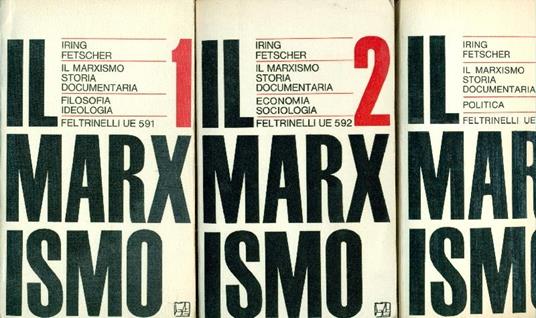 IL
1
IRING
FETSCHER
IL MARXISMO
STORIA
DOCUMENTARIA
FILOSOFIA
IDEOLOGIA
FELTRINELLI UE 591
MARX
ISMO
IL
2
IRING
FETSCHER
IL MARXISMO
STORIA
DOCUMENTARIA
ECONOMIA
SOCIOLOGIA
FELTRINELLI UE 592
MARX
ISMO
IL
IRING
FETSCHER
IL MARXISMO
STORIA
DOCUMENTARIA
POLITICA
FELTRINELLI UE
MAR
ISM